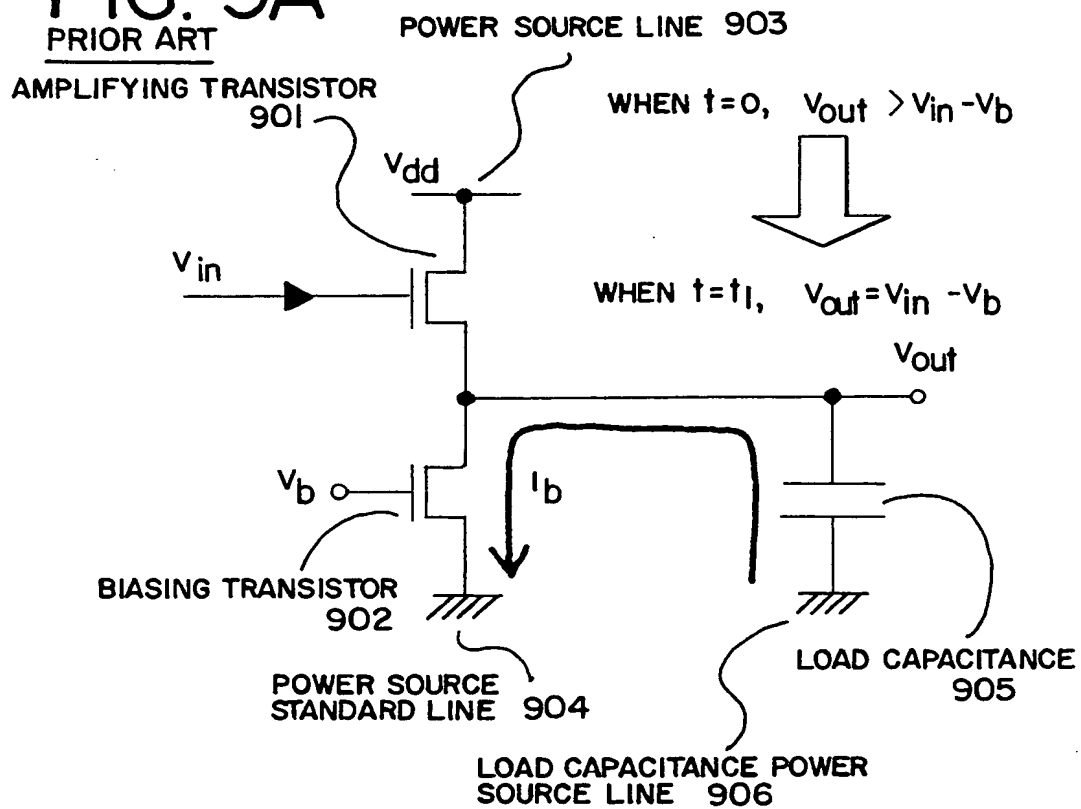 FIG. 9A
PRIOR ART
POWER SOURCE LINE 903
AMPLIFYING TRANSISTOR
901
WHEN t=0, Vout > Vin -Vb
Vdd
Vin
WHEN t=t1, Vout=Vin -Vb
Vout
Vb
Ib
BIASING TRANSISTOR
902
LOAD CAPACITANCE
905
POWER SOURCE
STANDARD LINE 904
LOAD CAPACITANCE POWER
SOURCE LINE 906